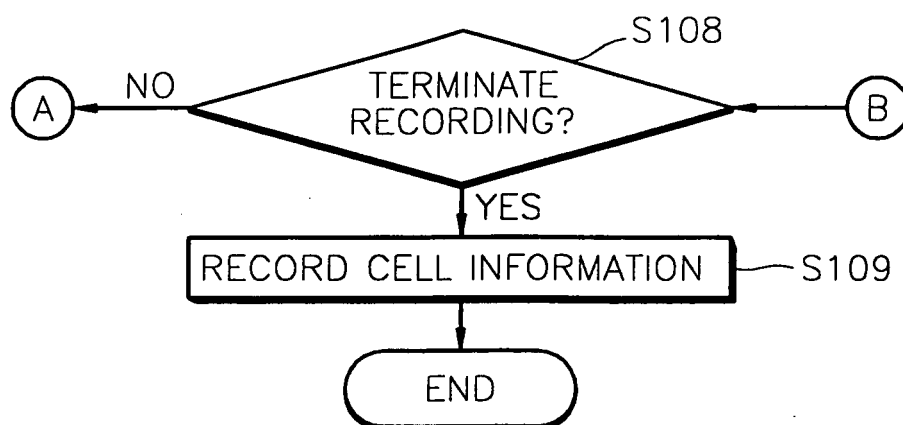 S108
A
NO
TERMINATE
RECORDING?
B
YES
RECORD CELL INFORMATION
S109
END